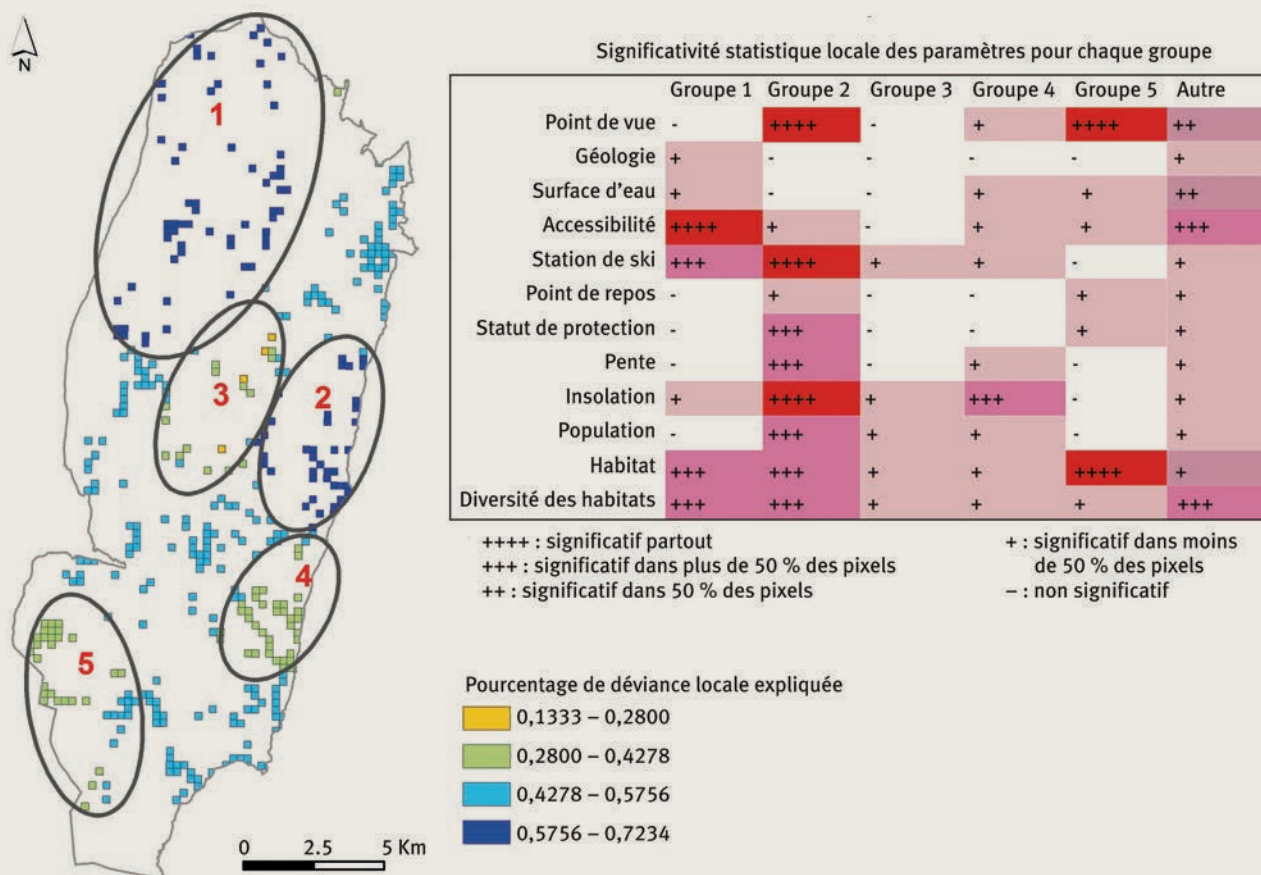 N
1
2
3
4
5
0 2.5 5 Km
Significativité statistique locale des paramètres pour chaque groupe
Groupe 1 Groupe 2 Groupe 3 Groupe 4 Groupe 5 Autre
Point de vue - ++++ - + ++++ ++
Géologie + - - - - +
Surface d'eau + - - + + ++
Accessibilité ++++ + - + + +++
Station de ski +++ ++++ + + - +
Point de repos - + - - + +
Statut de protection - +++ - - + +
Pente - +++ - + - +
Insolation + ++++ + +++ - +
Population - +++ + + - +
Habitat +++ +++ + + ++++ +
Diversité des habitats +++ +++ + + + +++
++++ : significatif partout
+++ : significatif dans plus de 50 % des pixels
++ : significatif dans 50 % des pixels
+ : significatif dans moins
de 50 % des pixels
– : non significatif
Pourcentage de déviance locale expliquée
0,1333 – 0,2800
0,2800 – 0,4278
0,4278 – 0,5756
0,5756 – 0,7234